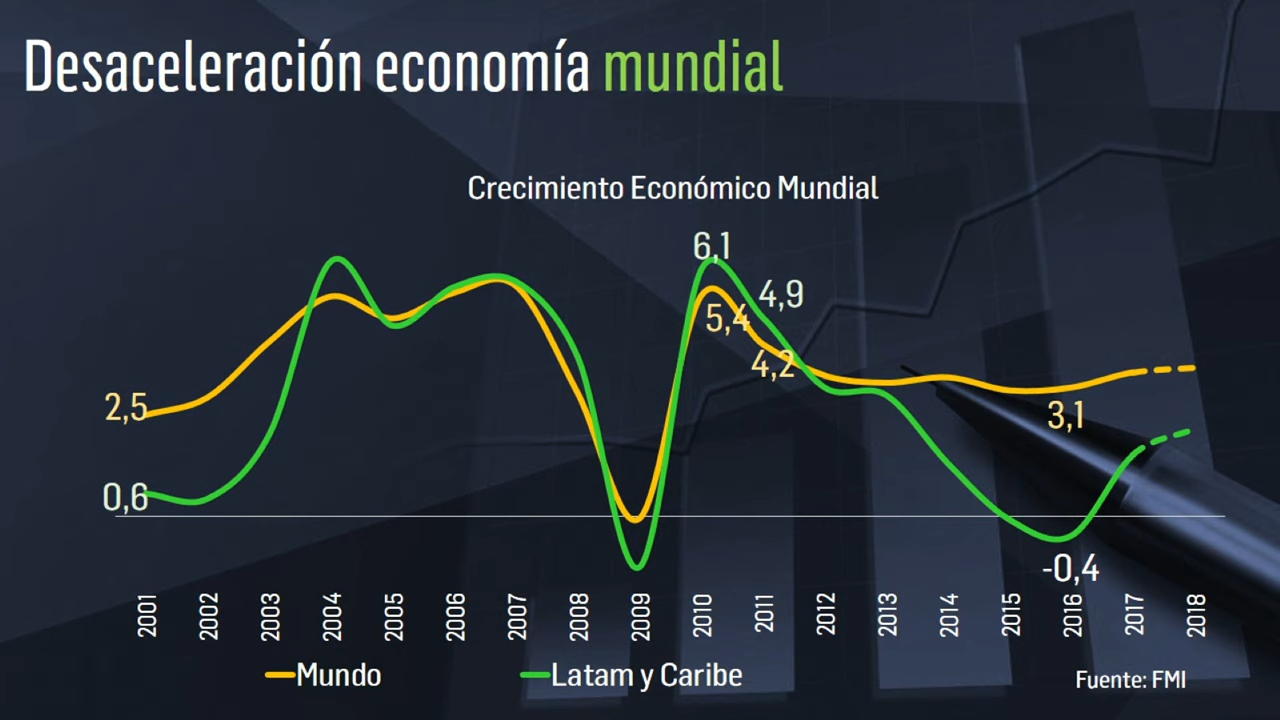 Desaceleración economía mundial
Crecimiento Económico Mundial
6,1
4,9
5,4
4,2
2,5
3,1
0,6
-0,4
2001 2002 2003 2004 2005 2006 2007 2008 2009 2010 2011 2012 2013 2014 2015 2016 2017 2018
Mundo Latam y Caribe
Fuente: FMI